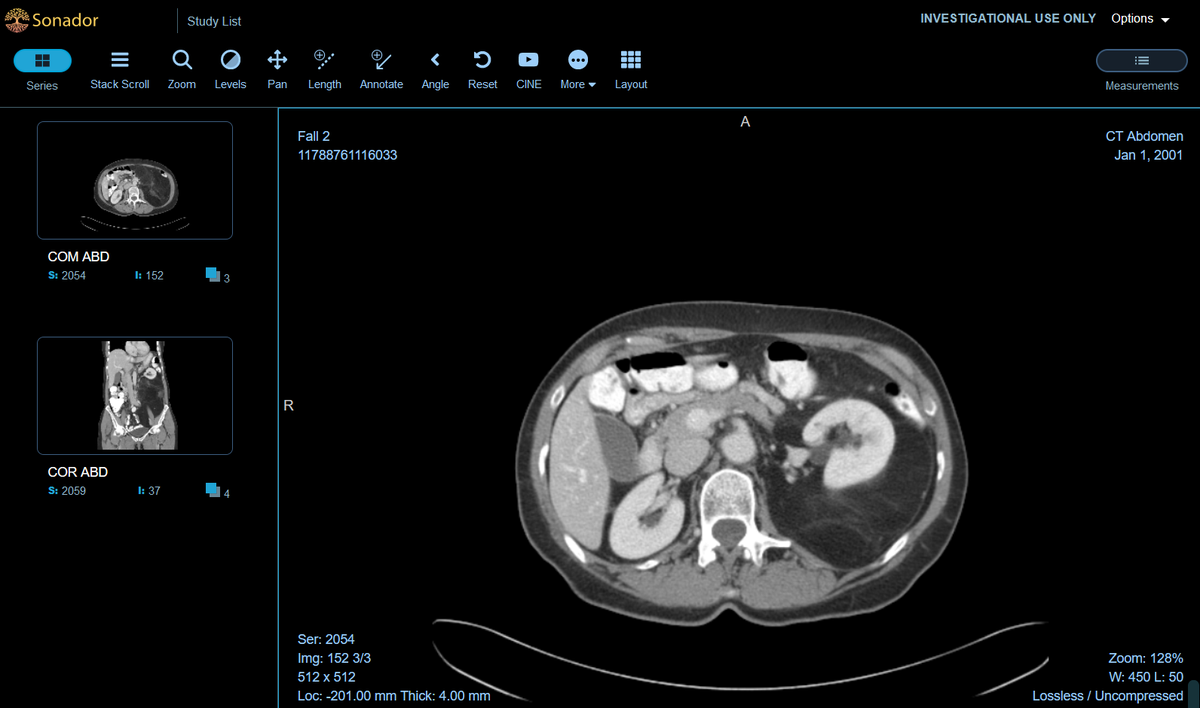 Sonador
Study List
INVESTIGATIONAL USE ONLY
Options
Series
Stack Scroll
Zoom
Levels
Pan
Length
Annotate
Angle
Reset
CINE
More
Layout
Measurements
COM ABD
S: 2054 I: 152 3
COR ABD
S: 2059 I: 37 4
A
Fall 2
11788761116033
CT Abdomen
Jan 1, 2001
R
Ser: 2054
Img: 152 3/3
512 x 512
Loc: -201.00 mm Thick: 4.00 mm
Zoom: 128%
W: 450 L: 50
Lossless / Uncompressed